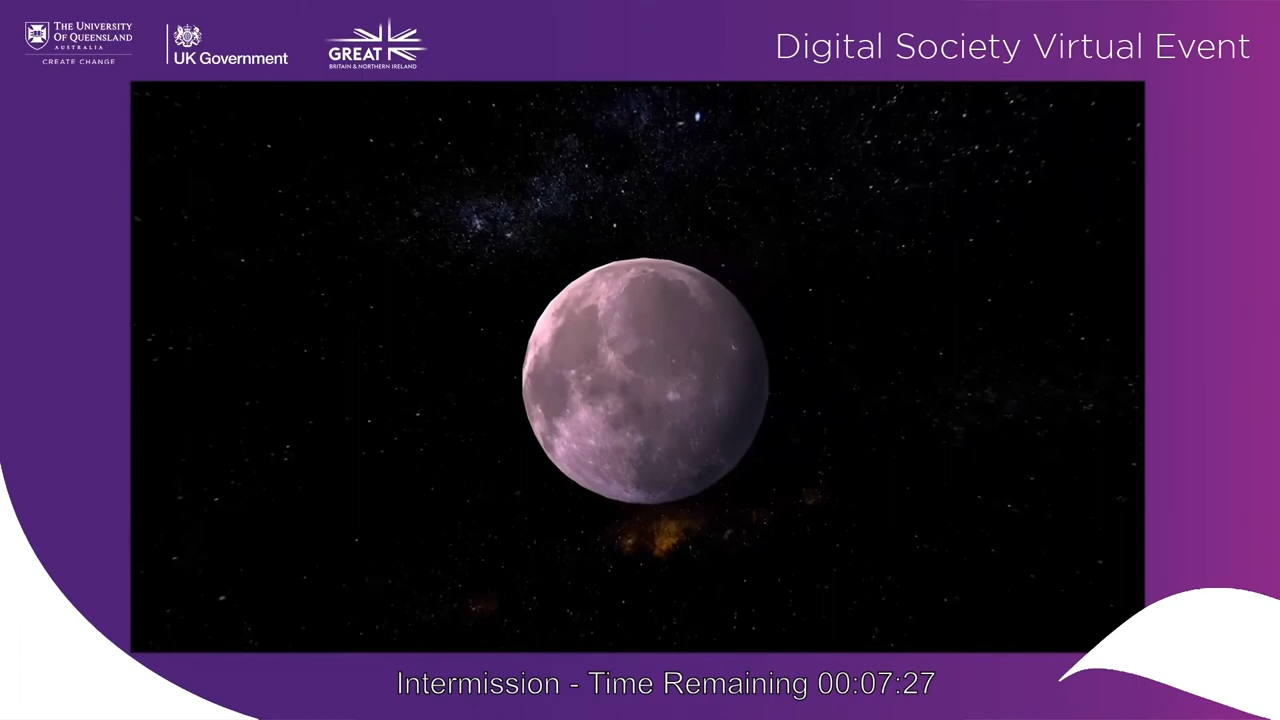 THE UNIVERSITY
OF QUEENSLAND
AUSTRALIA
CREATE CHANGE
UK Government
GREAT
BRITAIN & NORTHERN IRELAND
Digital Society Virtual Event
Intermission - Time Remaining 00:07:27